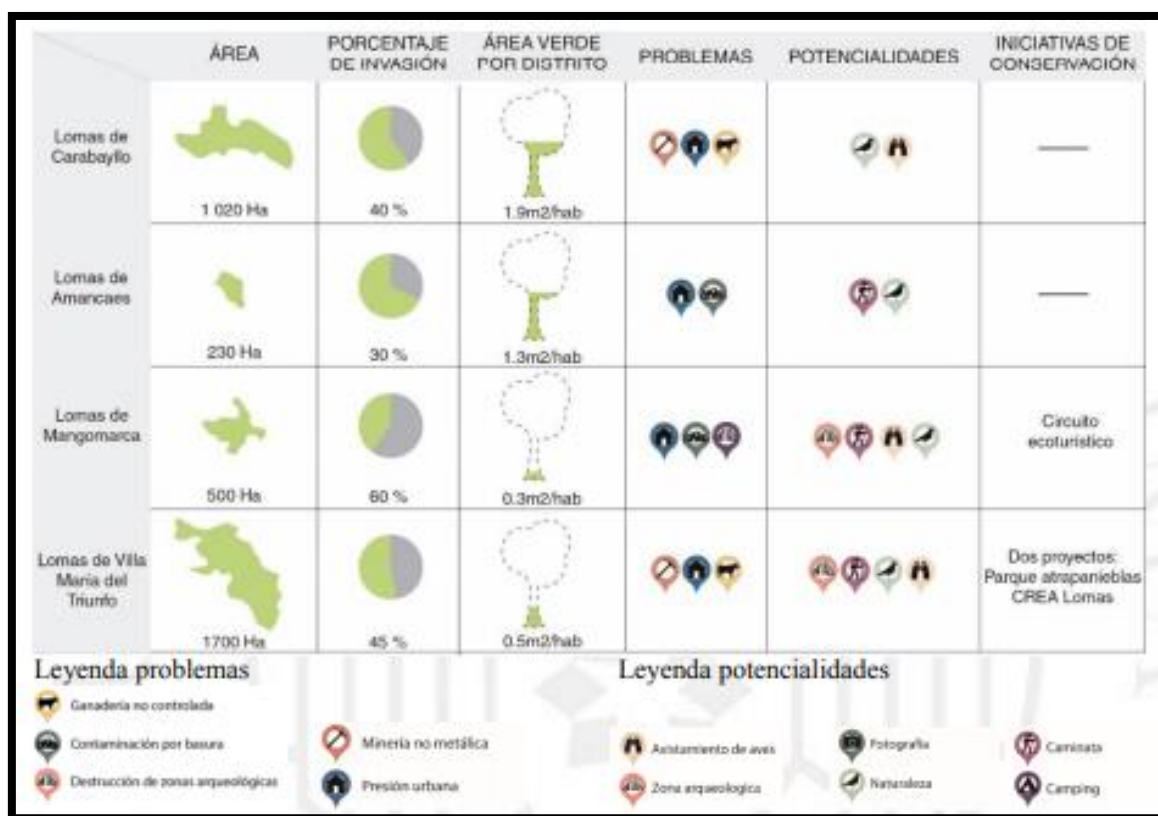 ÁREA
PORCENTAJE
DE INVASIÓN
ÁREA VERDE
POR DISTRITO
PROBLEMAS
POTENCIALIDADES
INICIATIVAS DE
CONSERVACIÓN
Lomas de
Carabayllo
1 020 Ha
40 %
1.9m2/hab
Lomas de
Amancaes
230 Ha
30 %
1.3m2/hab
Lomas de
Mangomarca
500 Ha
60 %
0.3m2/hab
Circuito
ecoturístico
Lomas de Villa
María del
Triunfo
1700 Ha
45 %
0.5m2/hab
Dos proyectos:
Parque atrapanieblas
CREA Lomas
Leyenda problemas
Ganadería no controlada
Contaminación por basura
Destrucción de zonas arqueológicas
Minería no metálica
Presión urbana
Leyenda potencialidades
Avistamiento de aves
Zona arqueologica
Fotografía
Naturaleza
Caminata
Camping